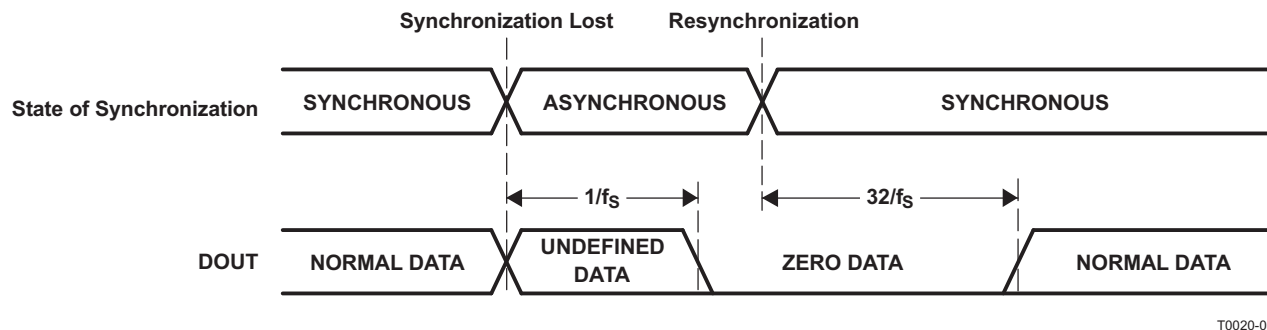 Synchronization Lost
Resynchronization
State of Synchronization
SYNCHRONOUS
ASYNCHRONOUS
SYNCHRONOUS
1/fS
32/fS
DOUT
NORMAL DATA
UNDEFINED
DATA
ZERO DATA
NORMAL DATA
T0020-0